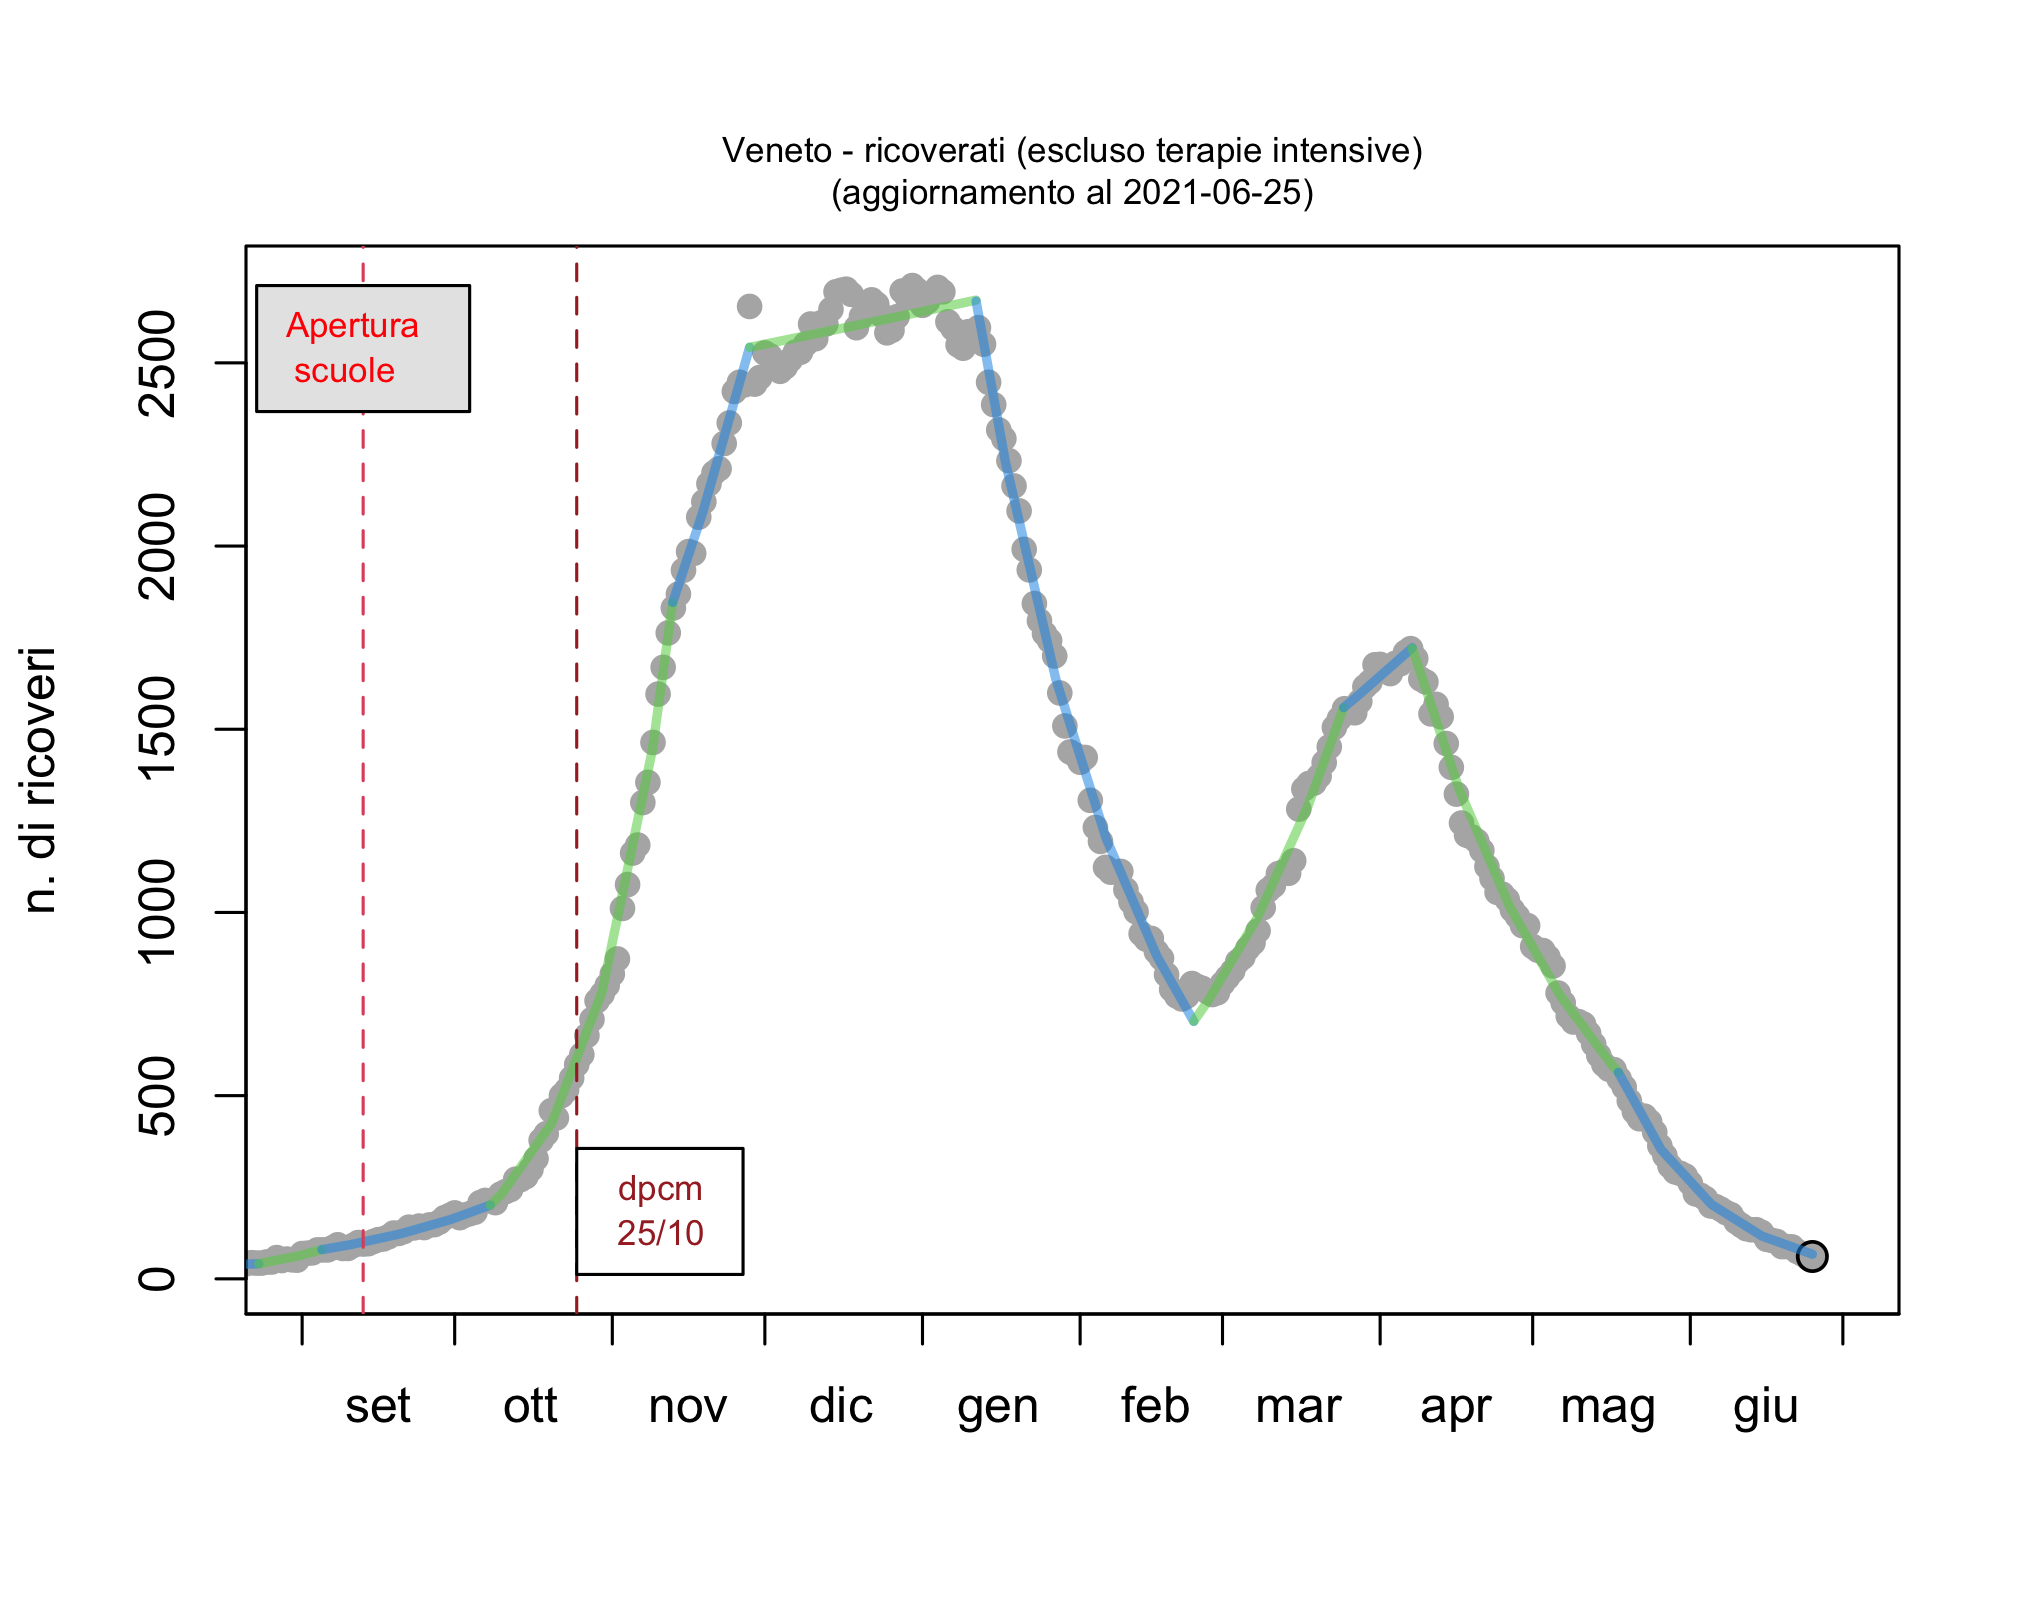 Veneto - ricoverati (escluso terapie intensive)
(aggiornamento al 2021-06-25)
n. di ricoveri
2500
2000
1500
1000
500
0
Apertura
scuole
dpcm
25/10
set ott nov dic gen feb mar apr mag giu